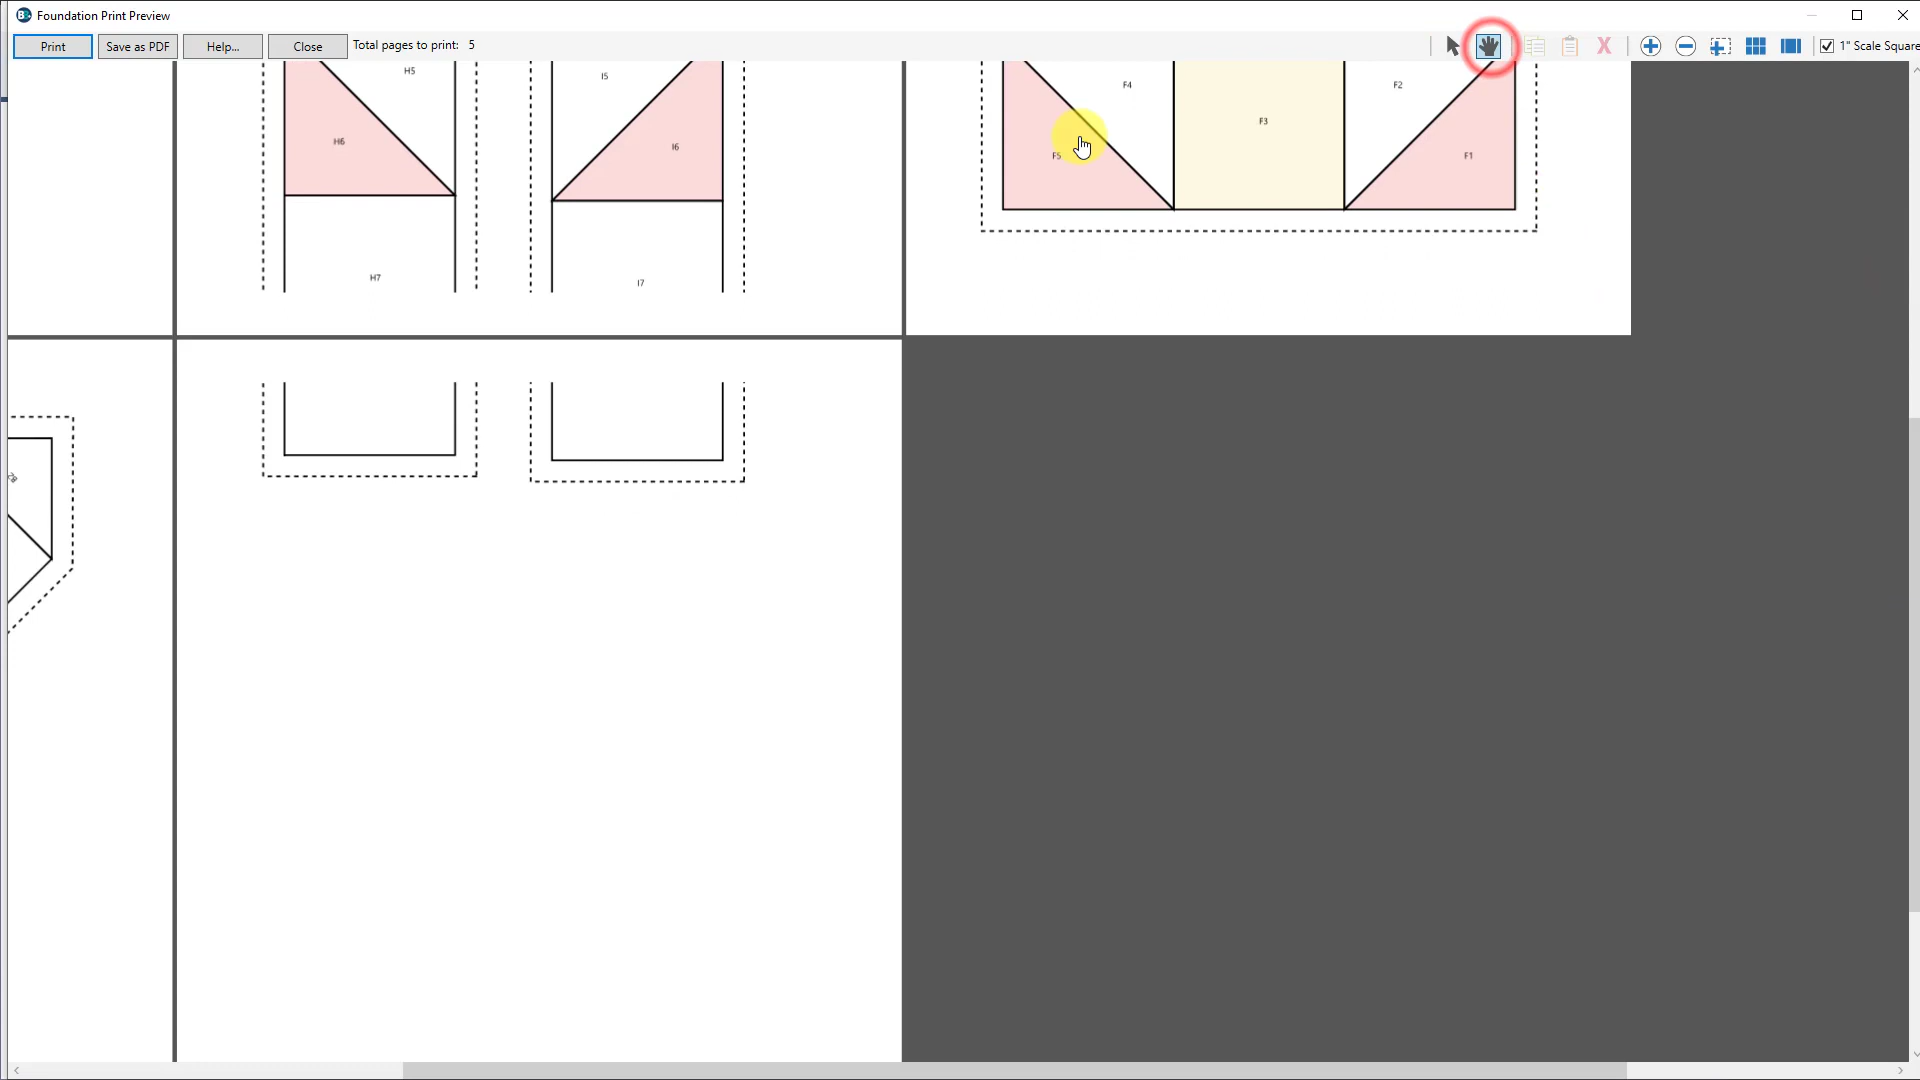 Foundation Print Preview
Print Save as PDF Help... Close Total pages to print: 5 X 1" Scale Square
H5 I5 F4 F2
F3
H6 I6 F5 F1
H7 I7